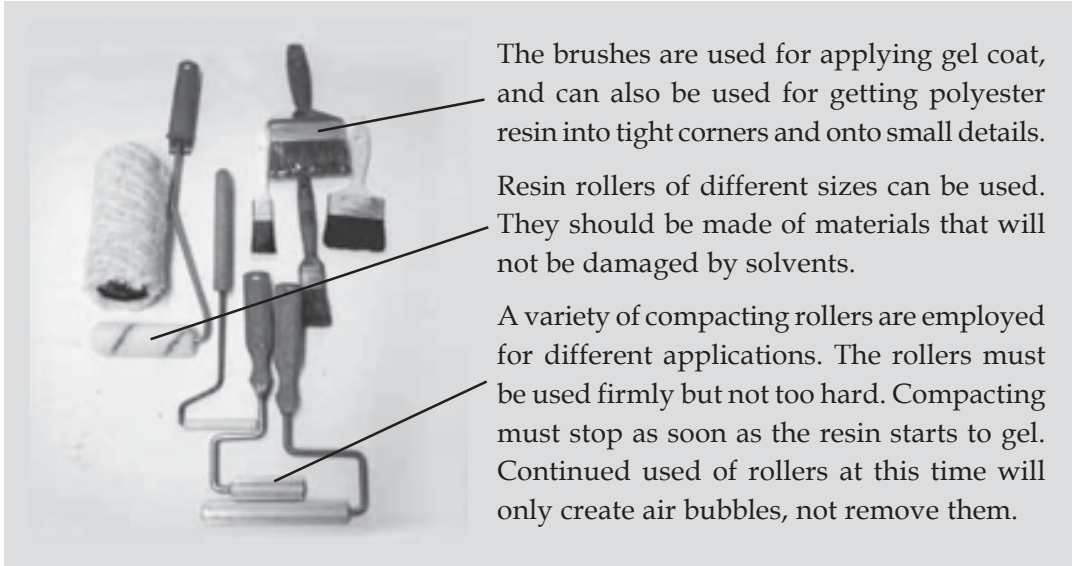 The brushes are used for applying gel coat,
and can also be used for getting polyester
resin into tight corners and onto small details.
Resin rollers of different sizes can be used.
They should be made of materials that will
not be damaged by solvents.
A variety of compacting rollers are employed
for different applications. The rollers must
be used firmly but not too hard. Compacting
must stop as soon as the resin starts to gel.
Continued used of rollers at this time will
only create air bubbles, not remove them.